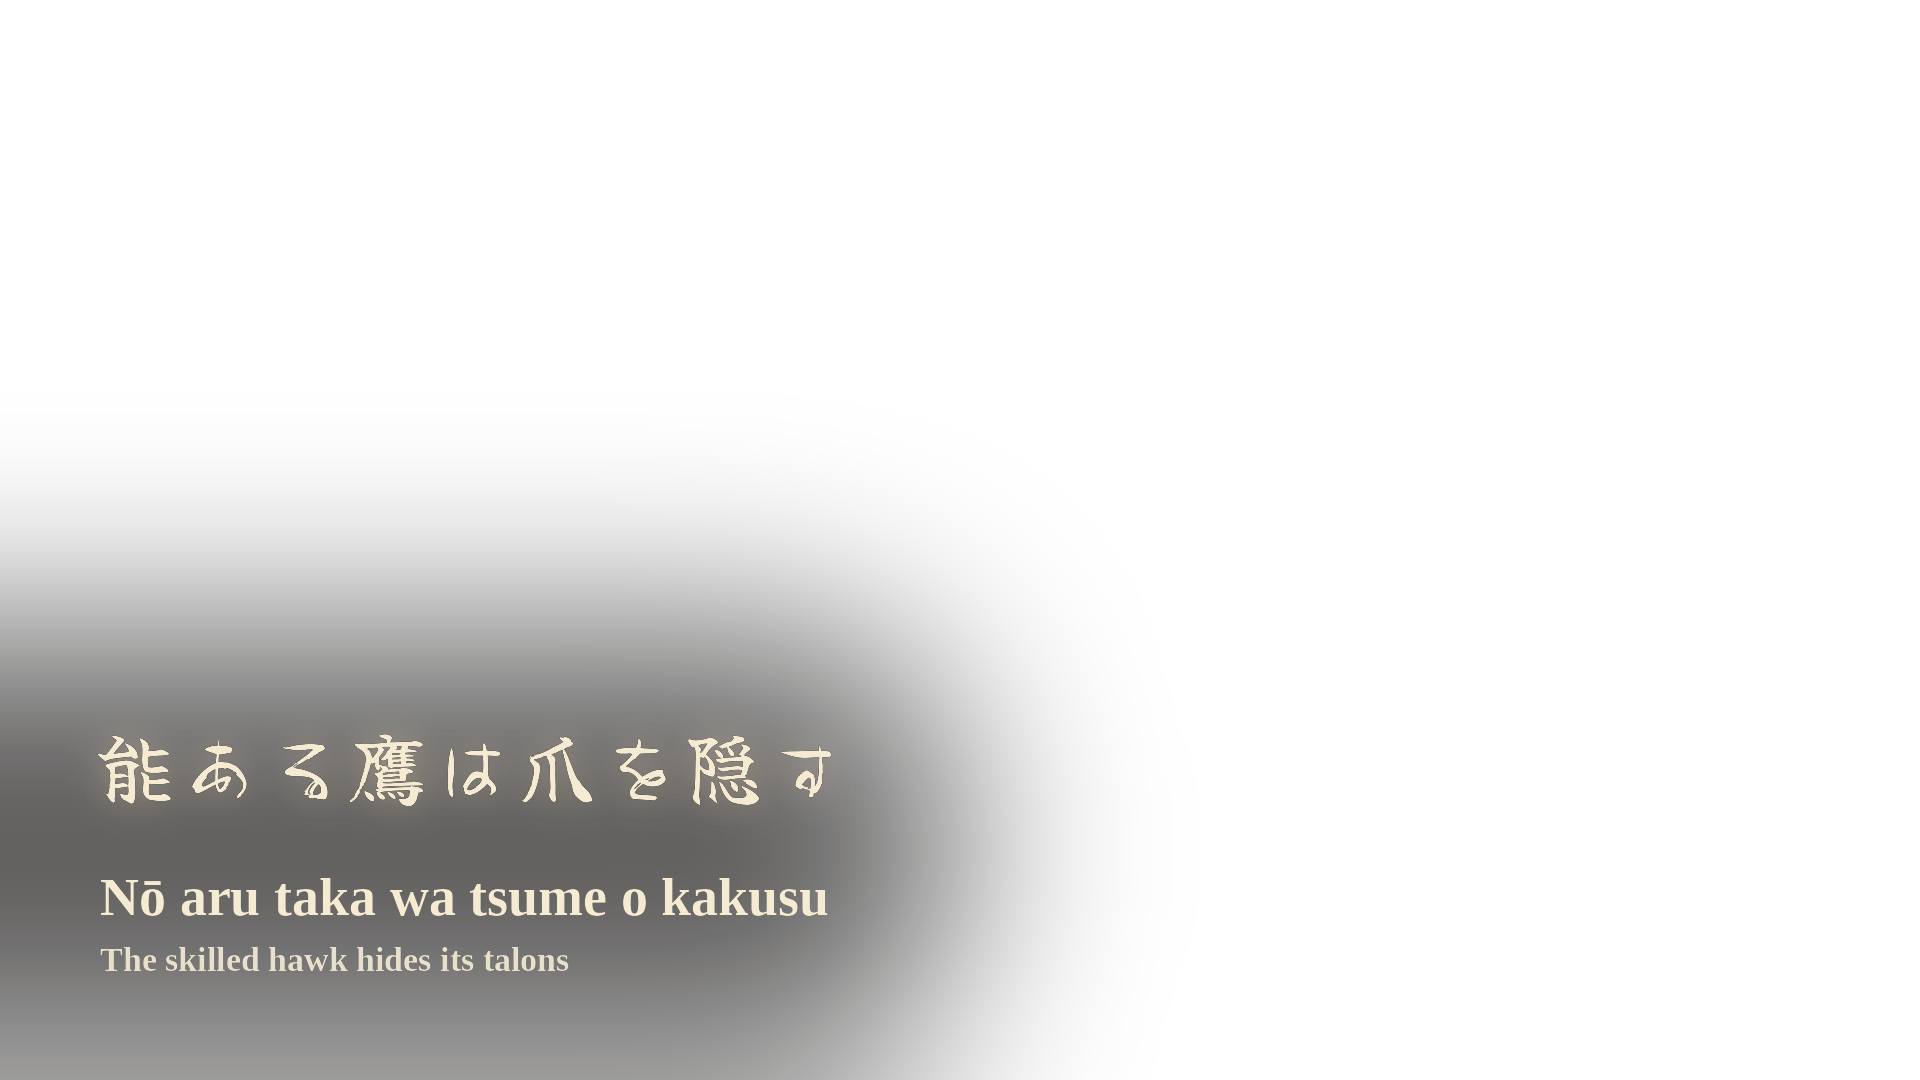 能ある鷹は爪を隠す
Nō aru taka wa tsume o kakusu
The skilled hawk hides its talons